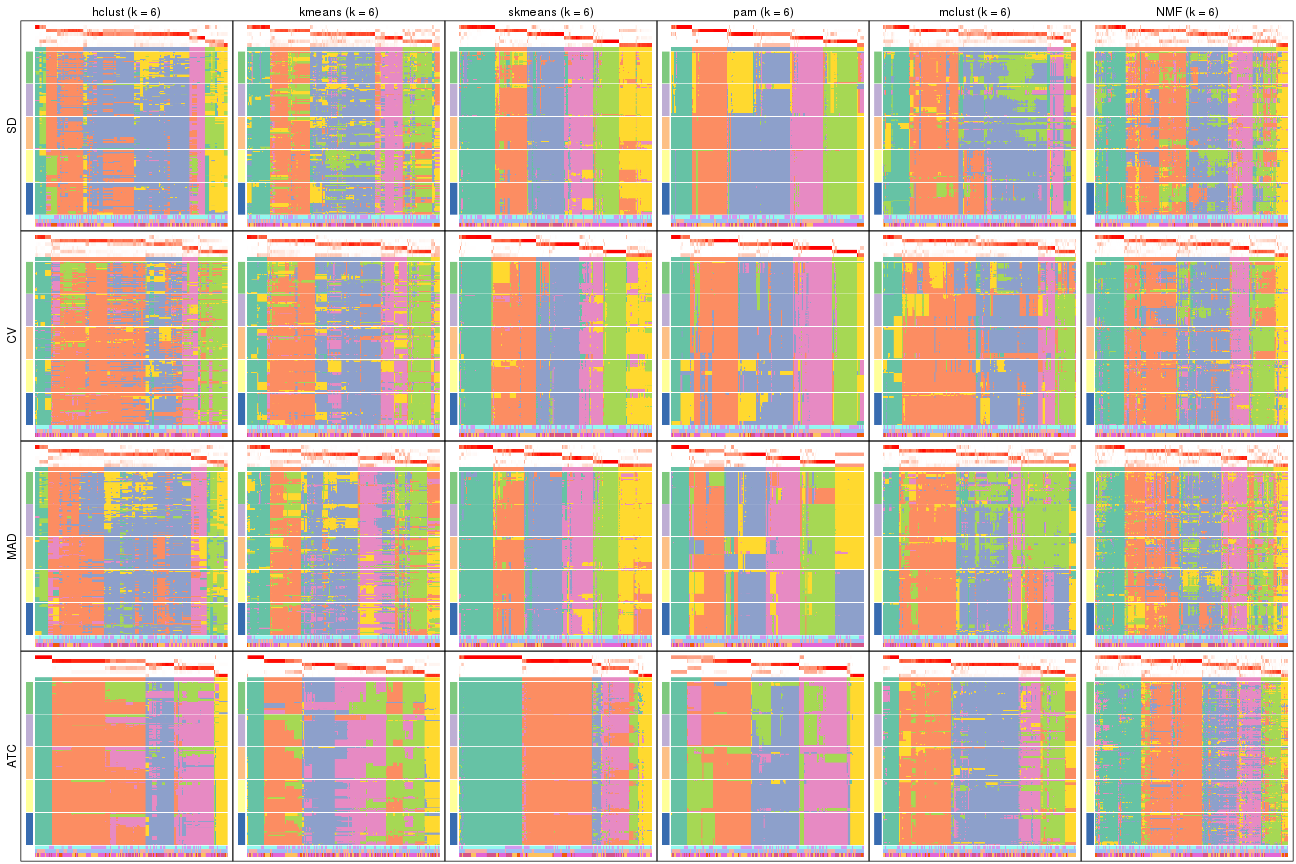 hclust (k = 6) kmeans (k = 6) skmeans (k = 6) pam (k = 6) mclust (k = 6) NMF (k = 6)
SD
CV
MAD
ATC